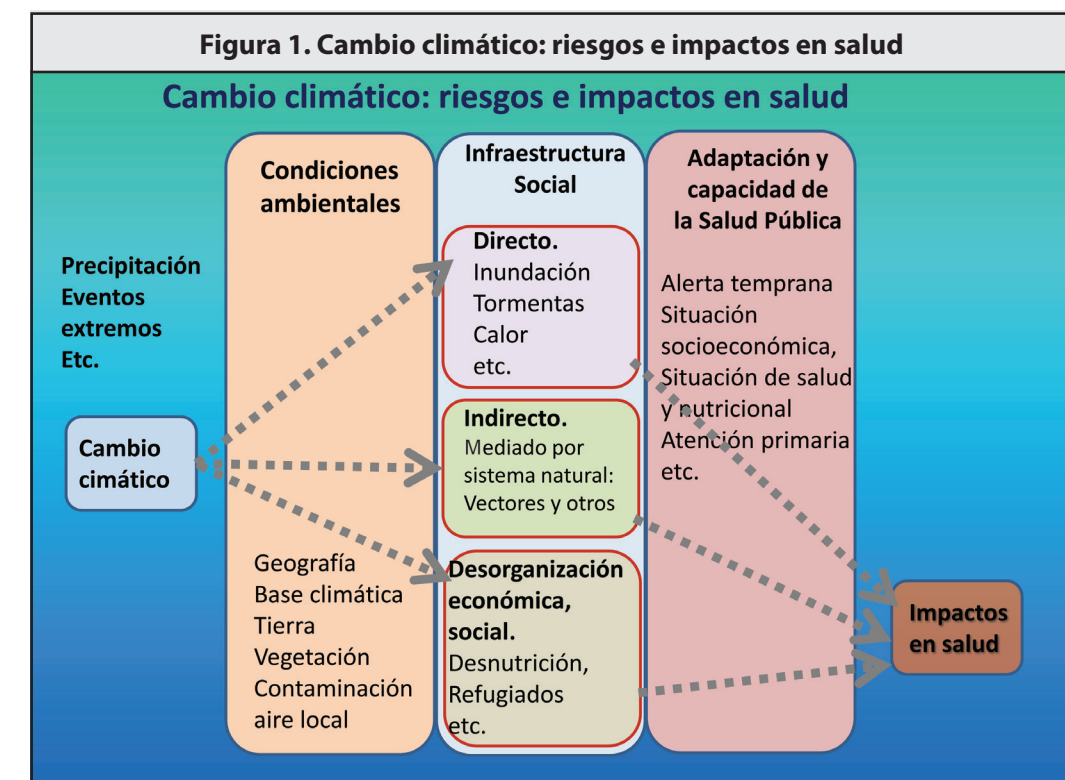 Figura 1. Cambio climático: riesgos e impactos en salud
Cambio climático: riesgos e impactos en salud
Precipitación
Eventos
extremos
Etc.
Cambio
cimático
Condiciones
ambientales
Geografía
Base climática
Tierra
Vegetación
Contaminación
aire local
Infraestructura
Social
Directo.
Inundación
Tormentas
Calor
etc.
Indirecto.
Mediado por
sistema natural:
Vectores y otros
Desorganización
económica,
social.
Desnutrición,
Refugiados
etc.
Adaptación y
capacidad de
la Salud Pública
Alerta temprana
Situación
socioeconómica,
Situación de salud
y nutricional
Atención primaria
etc.
Impactos
en salud